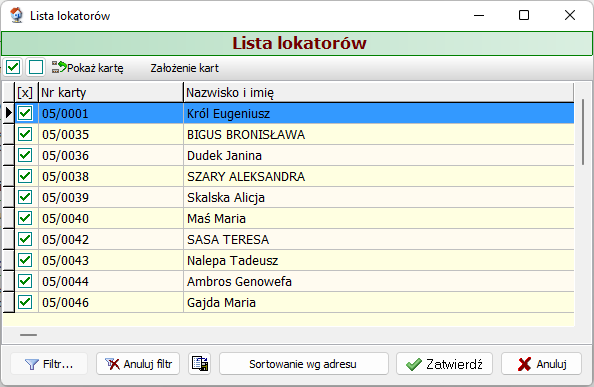 Lista lokatorów
Lista lokatorów
Pokaż kartę Założenie kart
[x] Nr karty Nazwisko i imię
05/0001 Król Eugeniusz
05/0035 BIGUS BRONISŁAWA
05/0036 Dudek Janina
05/0038 SZARY ALEKSANDRA
05/0039 Skalska Alicja
05/0040 Maś Maria
05/0042 SASA TERESA
05/0043 Nalepa Tadeusz
05/0044 Ambros Genowefa
05/0046 Gajda Maria
Filtr... Anuluj filtr Sortowanie wg adresu Zatwierdź Anuluj